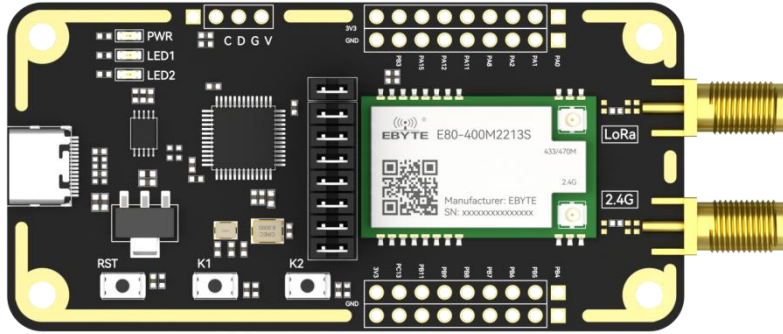 PWR
LED1
LED2
C D G V
3V3
GND
PB3
PA15
PA12
PA11
PA8
PA2
PA1
PA0
EBYTE E80-400M2213S
433/470M
2.4G
Manufacturer: EBYTE
SN: xxxxxxxxxxxxxxx
LoRa
2.4G
RST
K1
K2
3V3
GND
PC13
PB11
PB9
PB8
PB7
PB6
PB5
PB4